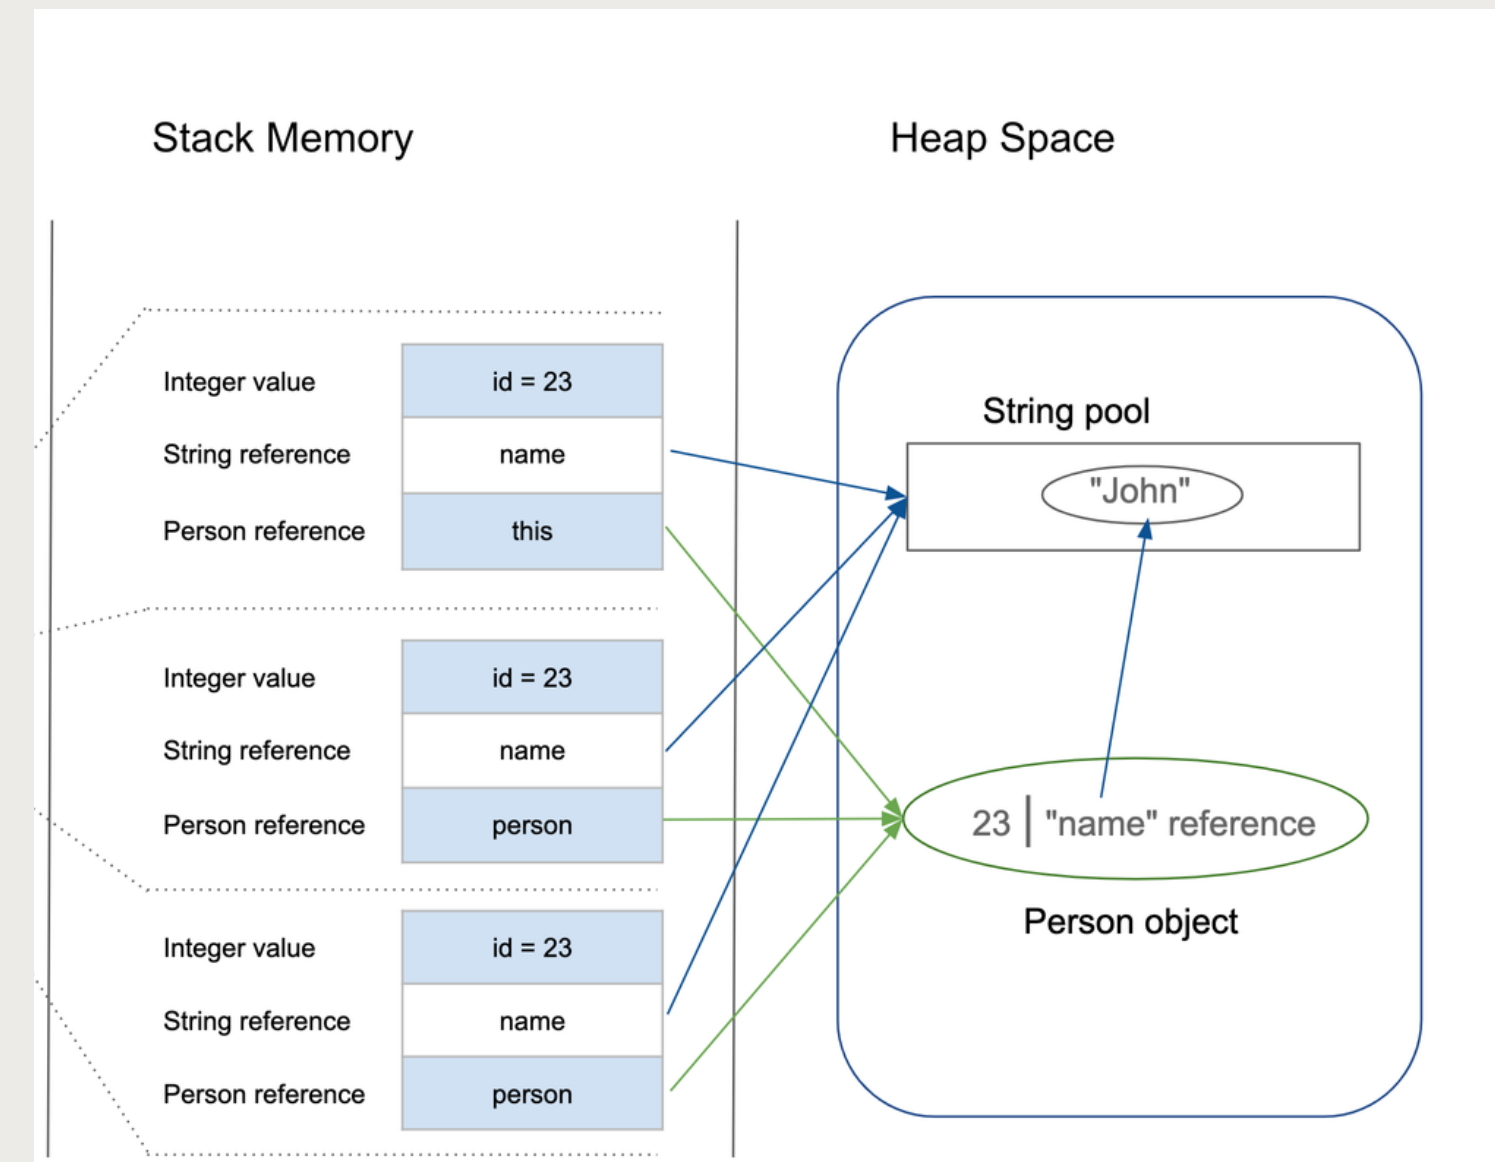 Stack Memory
Heap Space
Integer value
id = 23
String reference
name
Person reference
this
Integer value
id = 23
String reference
name
Person reference
person
Integer value
id = 23
String reference
name
Person reference
person
String pool
"John"
23 | "name" reference
Person object